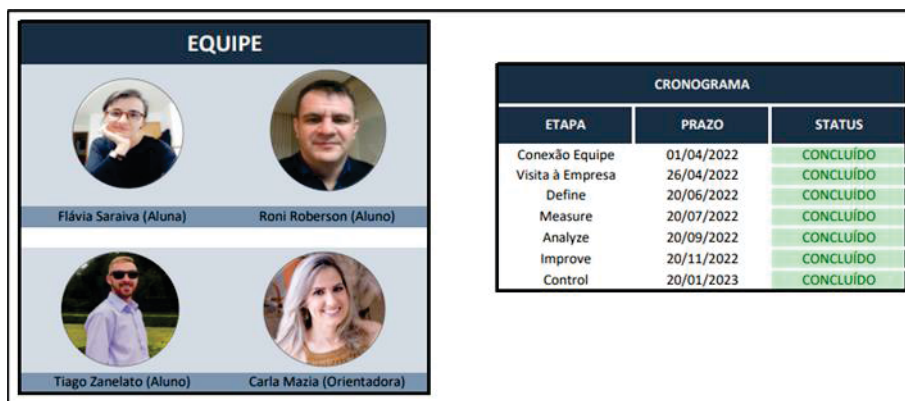 EQUIPE
Flávia Saraiva (Aluna) Roni Roberson (Aluno)
Tiago Zanelato (Aluno) Carla Mazia (Orientadora)
CRONOGRAMA
ETAPA PRAZO STATUS
Conexão Equipe 01/04/2022 CONCLUÍDO
Visita à Empresa 26/04/2022 CONCLUÍDO
Define 20/06/2022 CONCLUÍDO
Measure 20/07/2022 CONCLUÍDO
Analyze 20/09/2022 CONCLUÍDO
Improve 20/11/2022 CONCLUÍDO
Control 20/01/2023 CONCLUÍDO